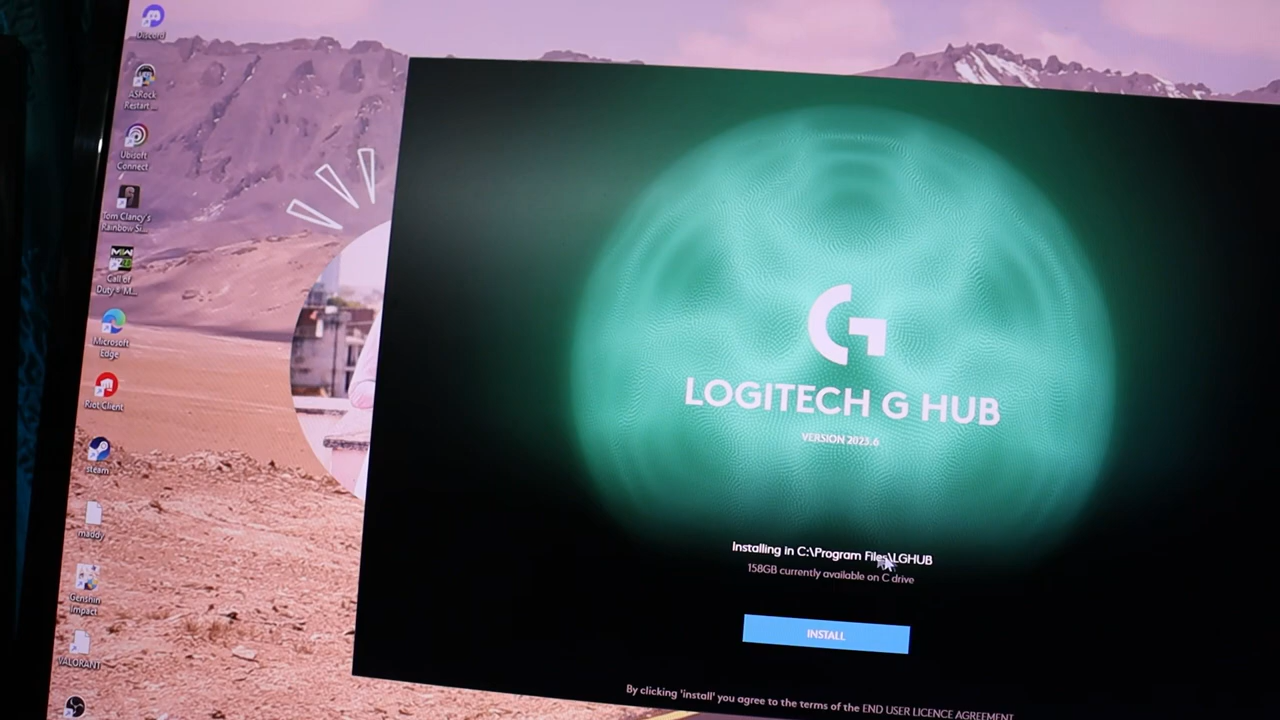 Discord
ASRock
Restart ...
Ubisoft
Connect
Tom Clancy's
Rainbow Si...
Call of
Duty® M...
Microsoft
Edge
Riot Client
steam
maddy
Genshin
Impact
VALORANT
LOGITECH G HUB
VERSION 2023.6
Installing in C:\Program Files\LGHUB
158GB currently available on C drive
INSTALL
By clicking 'install' you agree to the terms of the END USER LICENCE AGREEMENT